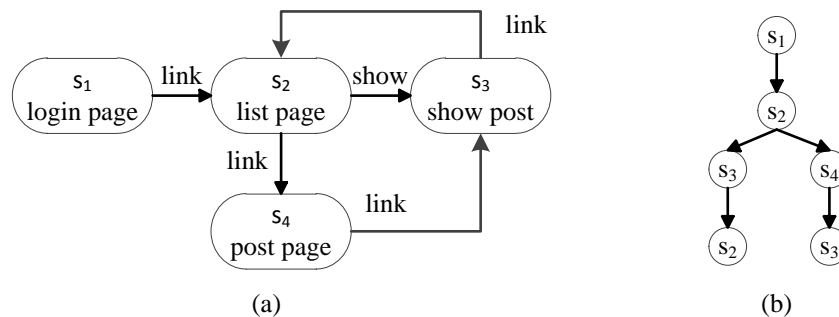 link
s₁
login page
link
s₂
list page
show
s₃
show post
link
s₄
post page
link
(a)
s₁
s₂
s₃
s₄
s₂
s₃
(b)